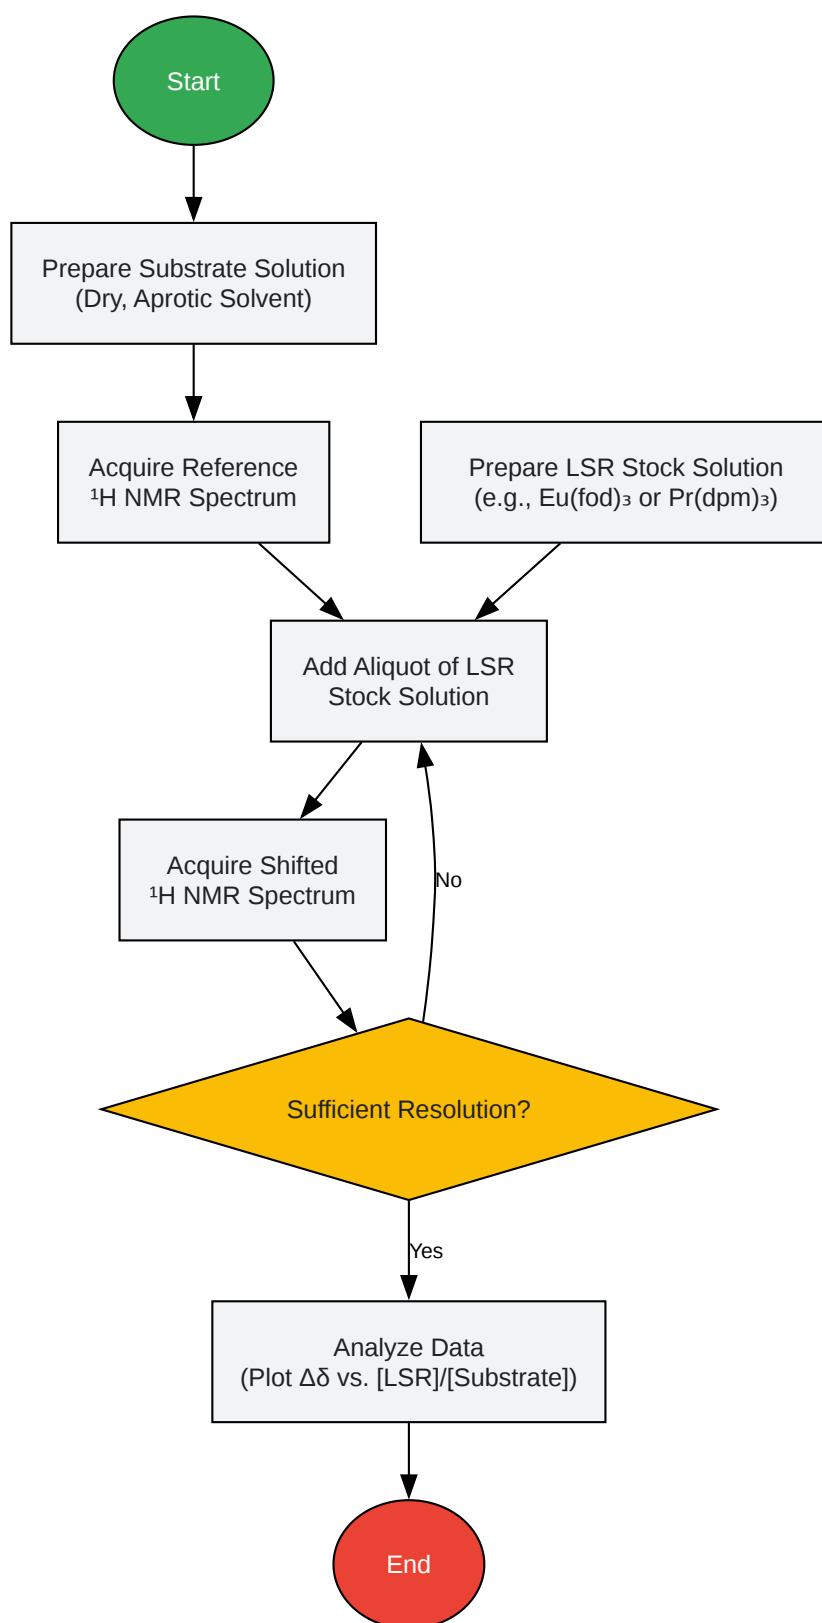 Start
Prepare Substrate Solution
(Dry, Aprotic Solvent)
Acquire Reference
¹H NMR Spectrum
Prepare LSR Stock Solution
(e.g., Eu(fod)₃ or Pr(dpm)₃)
Add Aliquot of LSR
Stock Solution
Acquire Shifted
¹H NMR Spectrum
No
Sufficient Resolution?
Yes
Analyze Data
(Plot Δδ vs. [LSR]/[Substrate])
End